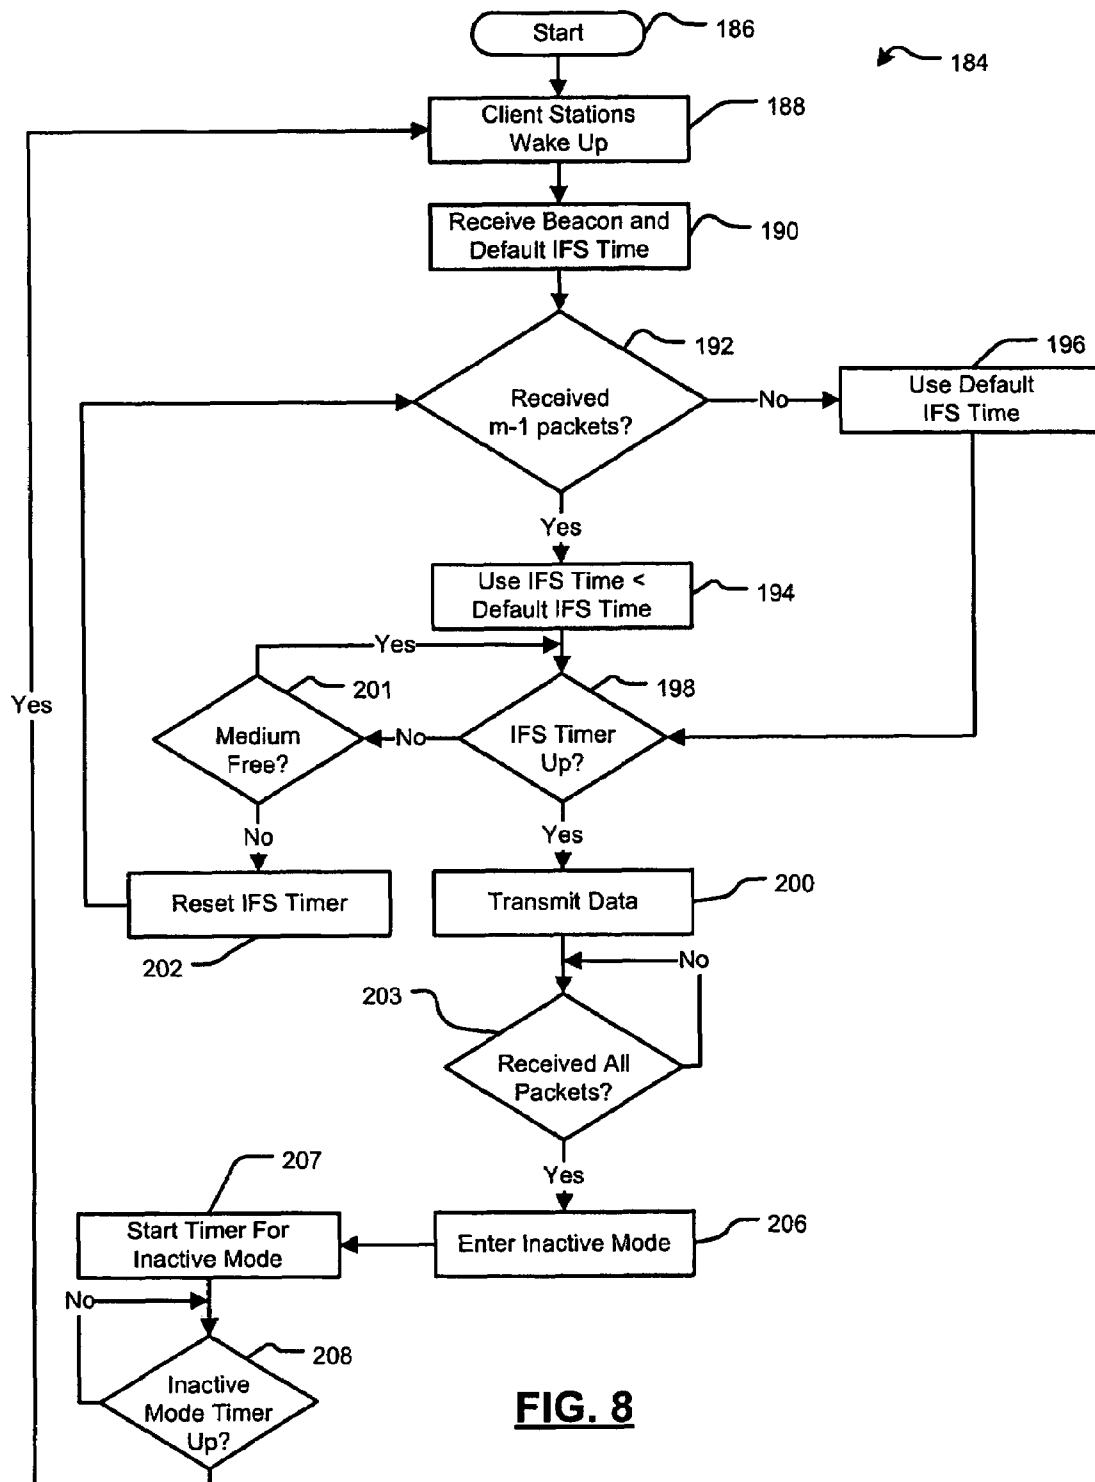 Start
186
184
Client Stations
Wake Up
188
Receive Beacon and
Default IFS Time
190
192
196
Received
m-1 packets?
No
Use Default
IFS Time
Yes
Use IFS Time <
Default IFS Time
194
Yes
201
198
Yes
Medium
Free?
No
IFS Timer
Up?
No
Yes
Reset IFS Timer
Transmit Data
200
202
No
203
Received All
Packets?
207
Yes
Start Timer For
Inactive Mode
Enter Inactive Mode
206
No
208
Inactive
Mode Timer
Up?
FIG. 8